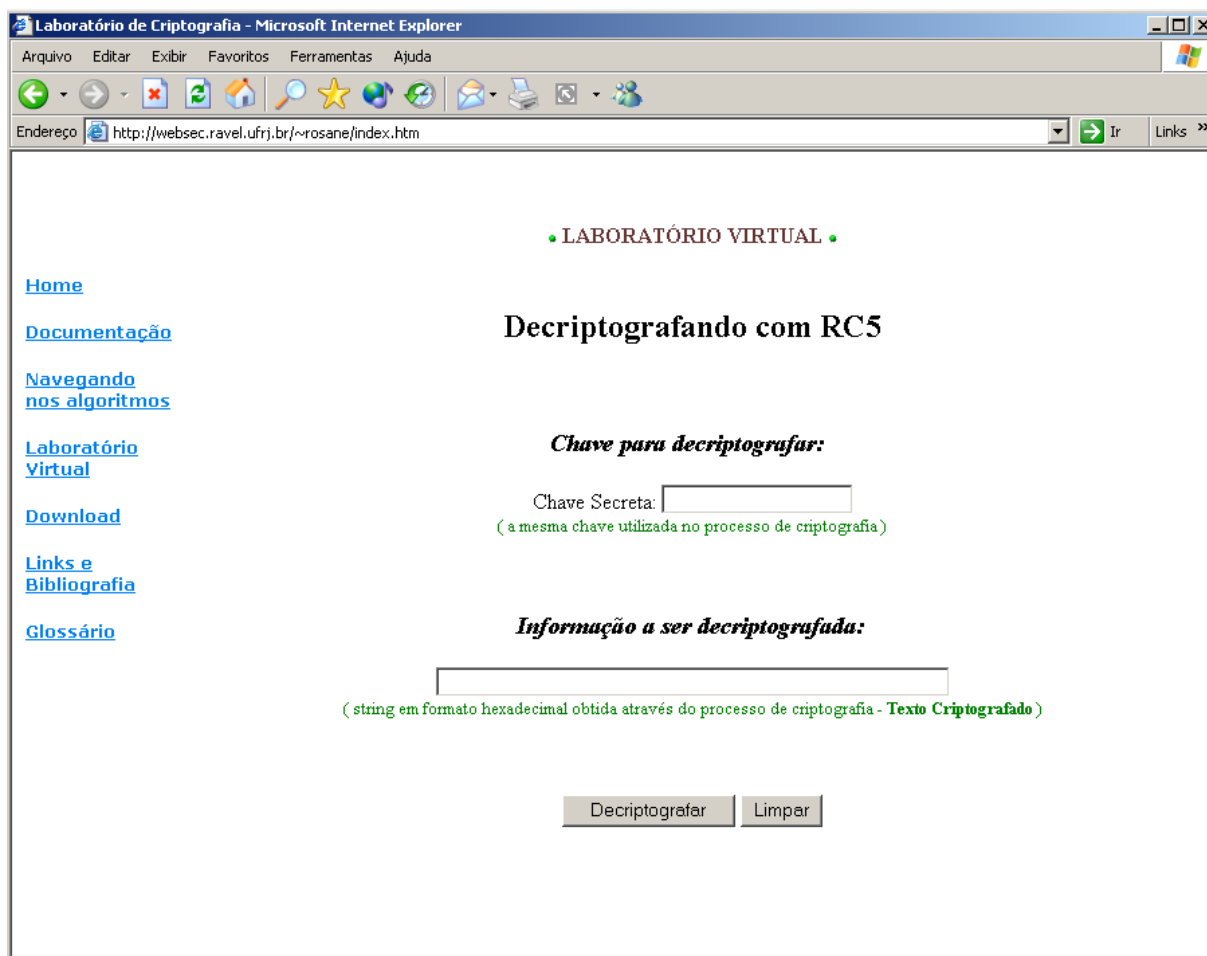 Laboratório de Criptografia - Microsoft Internet Explorer
Arquivo Editar Exibir Favoritos Ferramentas Ajuda
Endereço http://websec.ravel.ufrj.br/~rosane/index.htm Ir Links »
• LABORATÓRIO VIRTUAL •
Home
Documentação
Navegando
nos algoritmos
Laboratório
Virtual
Download
Links e
Bibliografia
Glossário
Decriptografando com RC5
Chave para decriptografar:
Chave Secreta:
( a mesma chave utilizada no processo de criptografia )
Informação a ser decriptografada:
( string em formato hexadecimal obtida através do processo de criptografia - Texto Criptografado )
Decriptografar Limpar